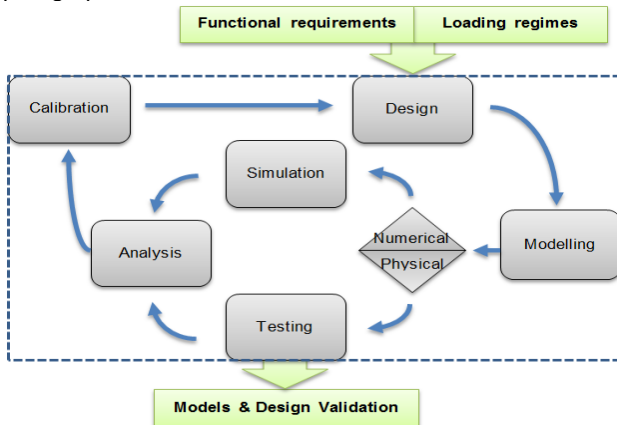 Functional requirements
Loading regimes
Calibration
Design
Simulation
Numerical
Physical
Modelling
Analysis
Testing
Models & Design Validation